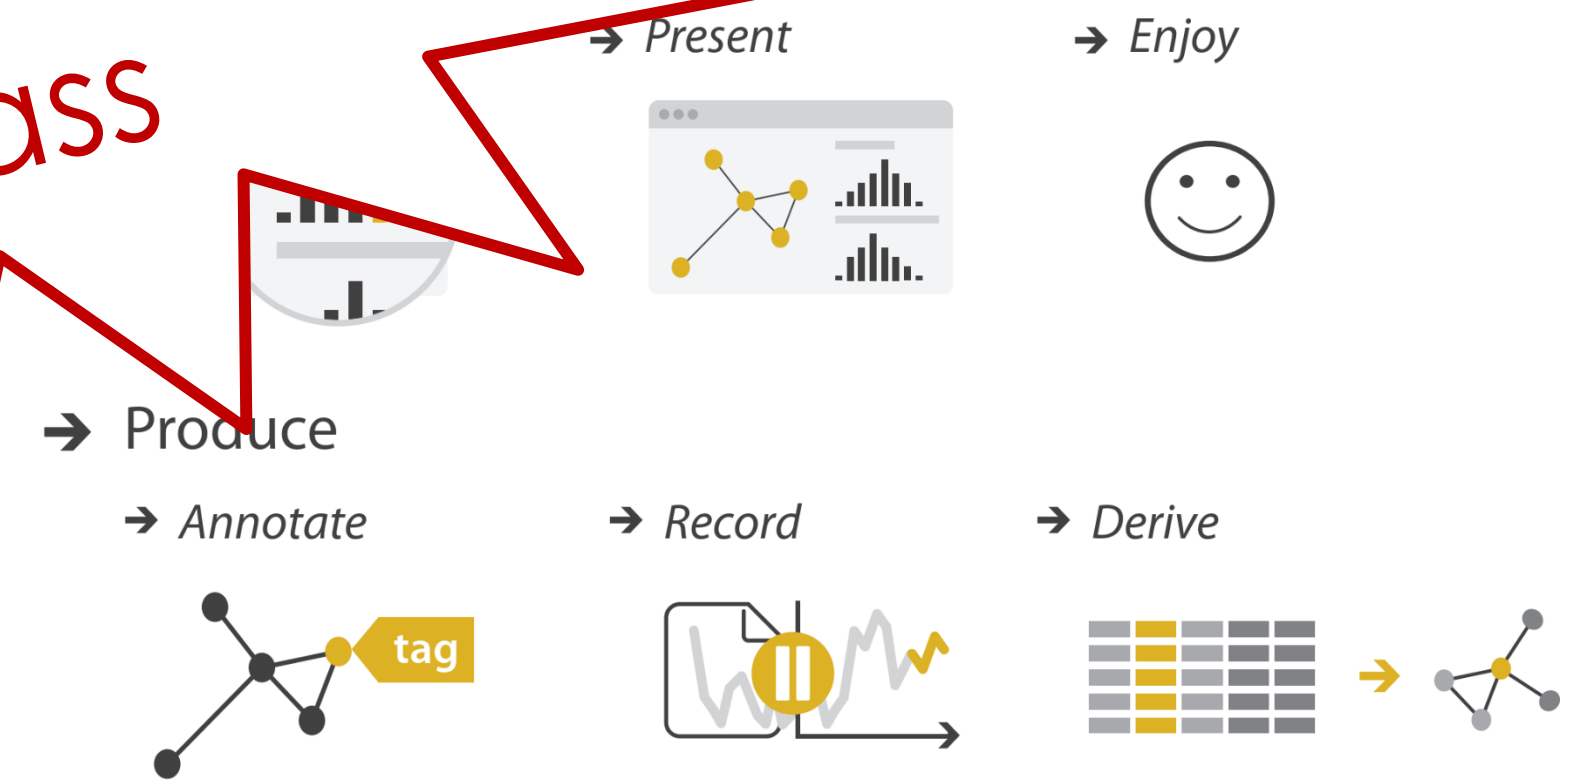 → Present
→ Enjoy
ass
→ Produce
→ Annotate
→ Record
→ Derive
tag